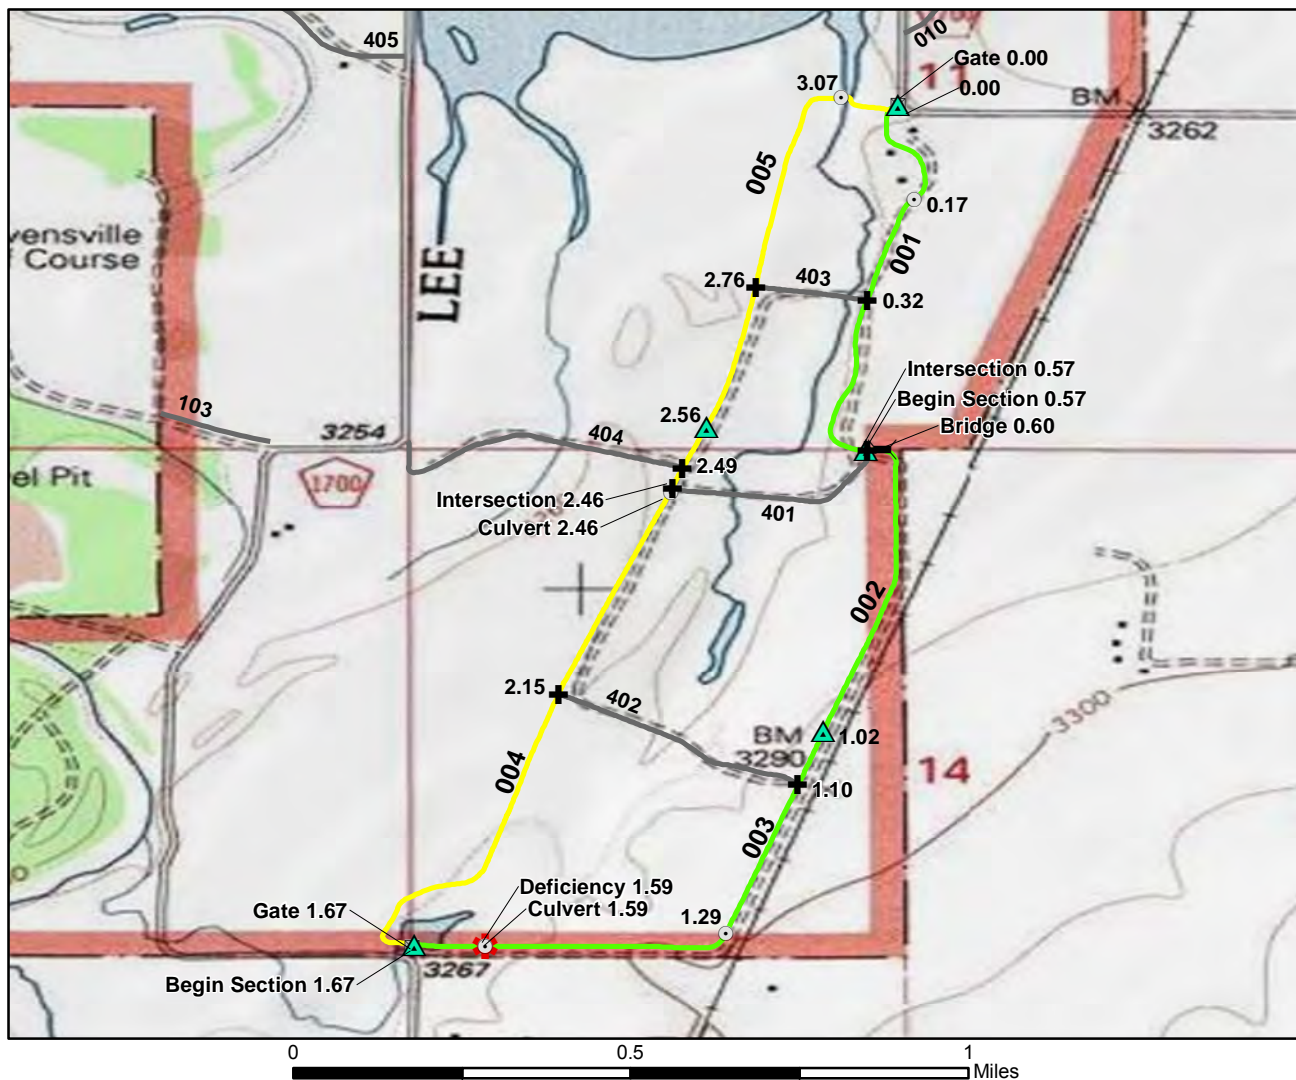 405
010
Gate 0.00
11
0.00
3.07
BM
3262
005
0.17
vensville
f Course
001
LEE
2.76
403
0.32
Intersection 0.57
Begin Section 0.57
Bridge 0.60
103
3254
2.56
404
2.49
el Pit
1700
Intersection 2.46
Culvert 2.46
401
002
2.15
402
3300
BM
3290
1.02
14
1.10
004
003
Deficiency 1.59
Culvert 1.59
Gate 1.67
1.29
3267
Begin Section 1.67
0
0.5
1
Miles